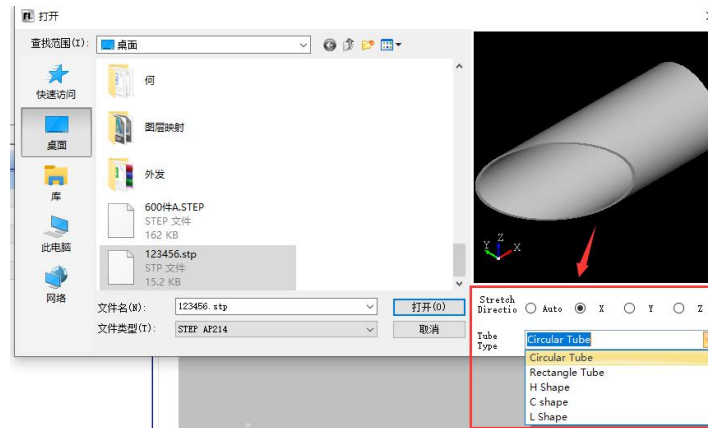 打开
查找范围(I):
桌面
快速访问
桌面
库
此电脑
网络
何
图层映射
外发
600件A.STEP
STEP 文件
162 KB
123456.stp
STP 文件
15.2 KB
文件名(N):
123456.stp
打开(O)
文件类型(T):
STEP AP214
取消
Z
Y
X
Stretch
Directio
Auto
X
Y
Z
Tube
Type
Circular Tube
Circular Tube
Rectangle Tube
H Shape
C shape
L Shape
Z